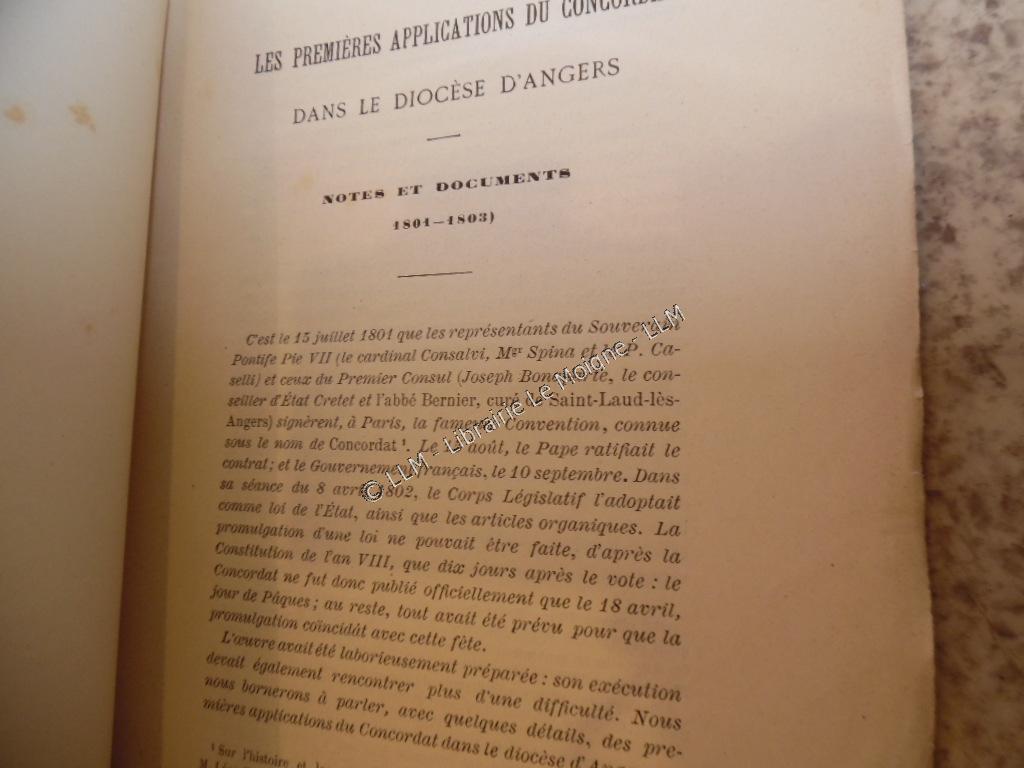 LES PREMIÈRES APPLICATIONS DU
DANS LE DIOCÈSE D'ANGERS
NOTES ET DOCUMENTS
1801—1803)
C'est le 15 juillet 1801 que les représentants du Souverain
Pontife Pie VII (le cardinal Consalvi, Mgr Spina et le P. Ca-
selli) et ceux du Premier Consul (Joseph Bonaparte, le con-
seiller d'État Cretet et l'abbé Bernier, curé de Saint-Laud-lès-
Angers) signèrent, à Paris, la fameuse Convention, connue
sous le nom de Concordat ¹. Le août, le Pape ratifiait le
contrat; et le Gouvernement français, le 10 septembre. Dans
sa séance du 8 avril 1802, le Corps Législatif l'adoptait
comme loi de l'État, ainsi que les articles organiques. La
promulgation d'une loi ne pouvait être faite, d'après la
Constitution de l'an VIII, que dix jours après le vote : le
Concordat ne fut donc publié officiellement que le 18 avril,
jour de Pâques; au reste, tout avait été prévu pour que la
promulgation coïncidât avec cette fête.
L'œuvre avait été laborieusement préparée : son exécution
devait également rencontrer plus d'une difficulté. Nous
nous bornerons à parler, avec quelques détails, des pre-
mières applications du Concordat dans le diocèse
¹ Sur l'histoire et
© LLM - Librairie Le Moigne - LLM